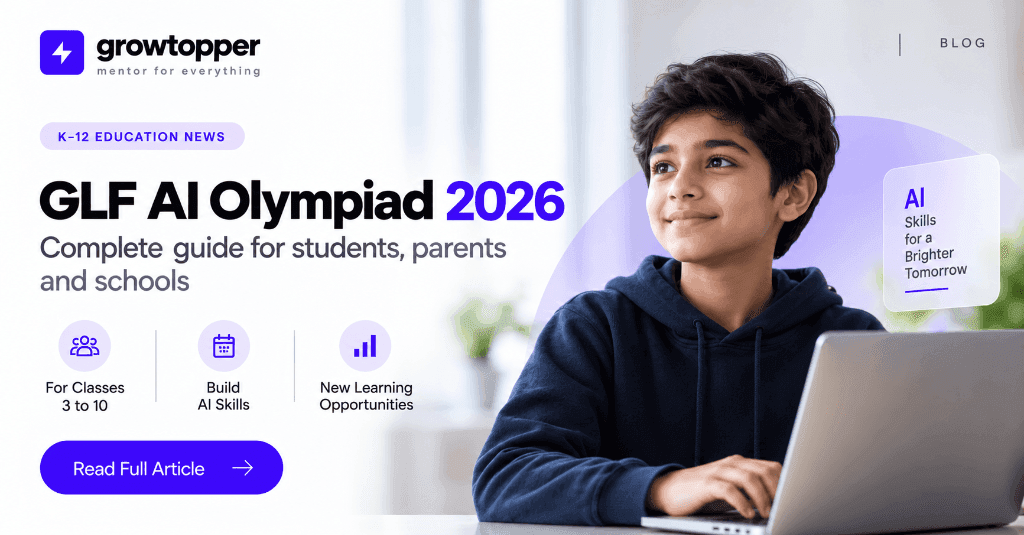 growtopper
mentor for everything
BLOG
K-12 EDUCATION NEWS
GLF AI Olympiad 2026
Complete guide for students, parents
and schools
AI
Skills
for a
Brighter
Tomorrow
For Classes
3 to 10
Build
AI Skills
New Learning
Opportunities
Read Full Article